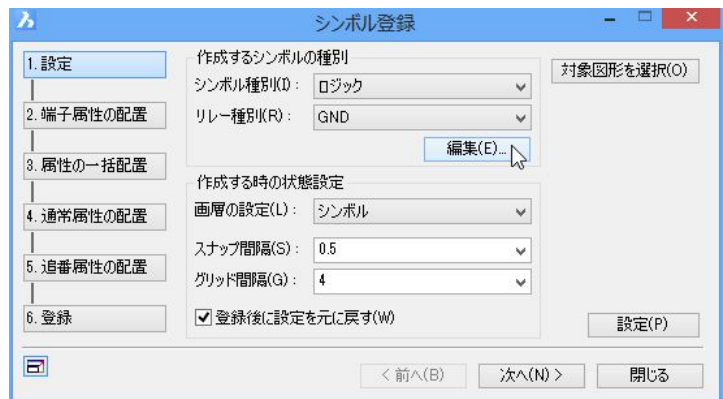 シンボル登録
1.設定
2.端子属性の配置
3.属性の一括配置
4.通常属性の配置
5.追番属性の配置
6.登録
作成するシンボルの種別
シンボル種別(I): ロジック
リレー種別(R): GND
編集(E)...
作成する時の状態設定
画層の設定(L): シンボル
スナップ間隔(S): 0.5
グリッド間隔(G): 4
登録後に設定を元に戻す(W)
対象図形を選択(O)
設定(P)
< 前へ(B) 次へ(N) > 閉じる